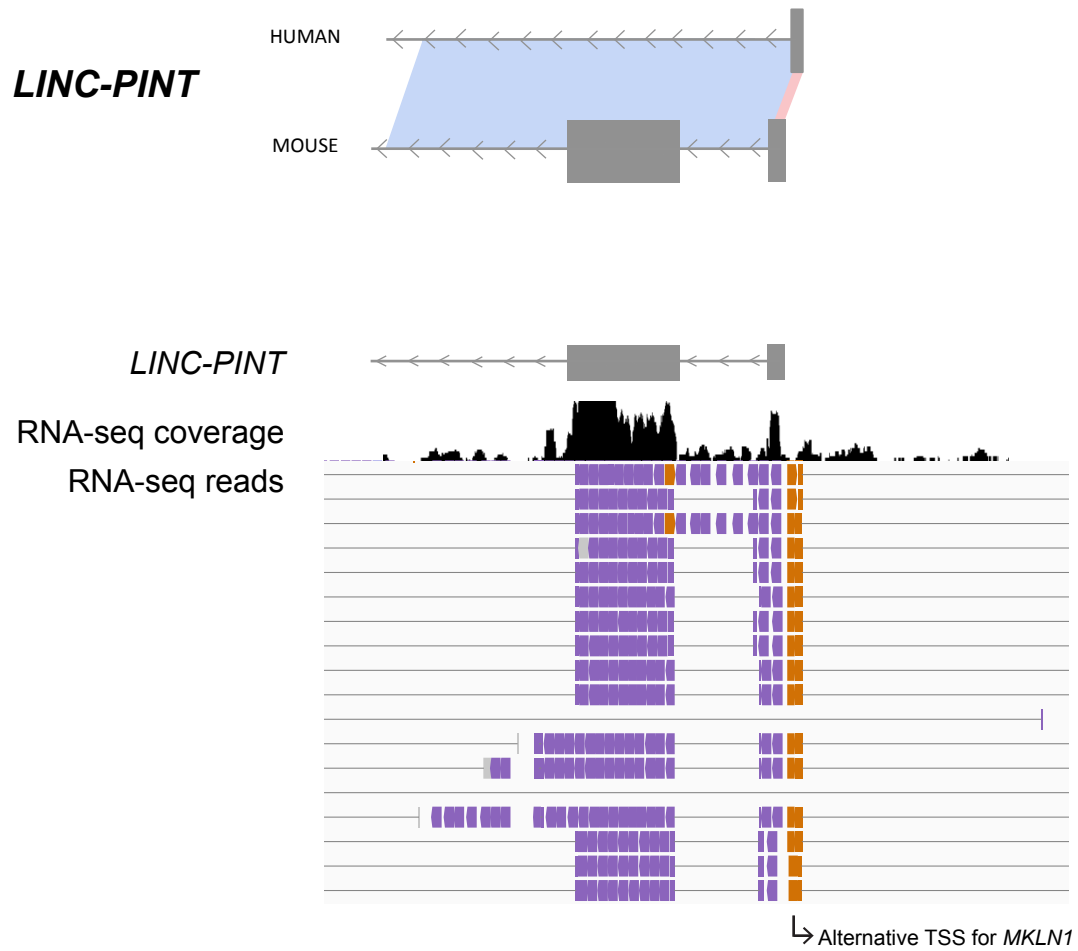 HUMAN
LINC-PINT
MOUSE
LINC-PINT
RNA-seq coverage
RNA-seq reads
Alternative TSS for MKLN1